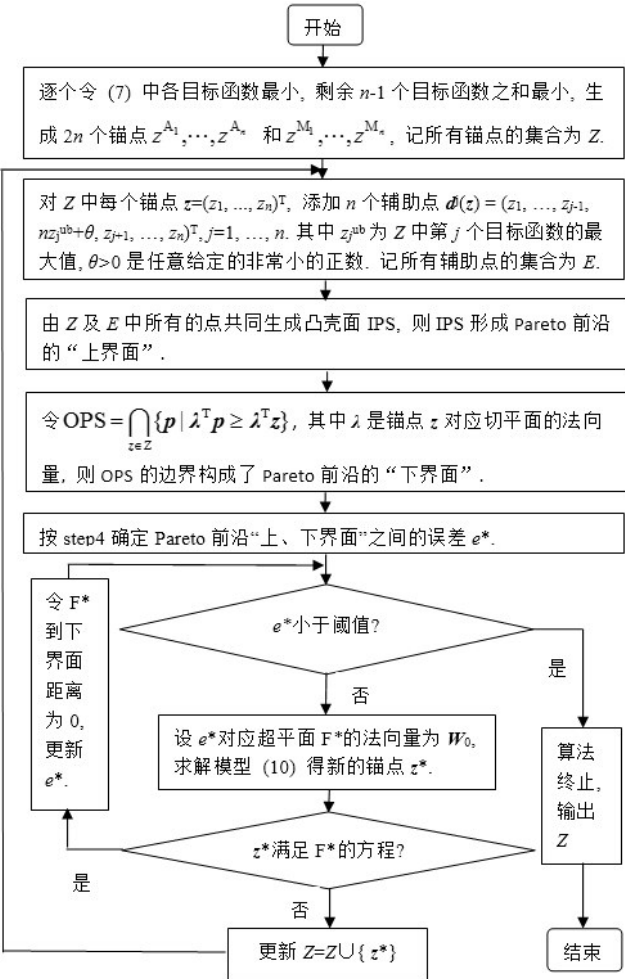 开始
逐个令 (7) 中各目标函数最小, 剩余 n-1 个目标函数之和最小, 生
成 2n 个锚点 z^{A_1},⋯,z^{A_n} 和 z^{M_1},⋯,z^{M_n}, 记所有锚点的集合为 Z.
对 Z 中每个锚点 z=(z₁, ..., zₙ)ᵀ, 添加 n 个辅助点 dʲ(z) = (z₁, …, z_{j-1},
nz_j^{ub}+θ, z_{j+1}, …, zₙ)ᵀ, j=1, …, n. 其中 z_j^{ub} 为 Z 中第 j 个目标函数的最
大值, θ>0 是任意给定的非常小的正数. 记所有辅助点的集合为 E.
由 Z 及 E 中所有的点共同生成凸壳面 IPS, 则 IPS 形成 Pareto 前沿
的“上界面”.
令 OPS = ⋂_{z∈Z} {p | λᵀp ≥ λᵀz}, 其中 λ 是锚点 z 对应切平面的法向
量, 则 OPS 的边界构成了 Pareto 前沿的“下界面”.
按 step4 确定 Pareto 前沿“上、下界面”之间的误差 e*.
令 F*
到下
界面
距离
为 0,
更新
e*.
e*小于阈值?
是
否
设 e*对应超平面 F*的法向量为 W₀,
求解模型 (10) 得新的锚点 z*.
算法
终止,
输出
Z
z*满足 F*的方程?
是
否
更新 Z=Z∪{ z*}
结束